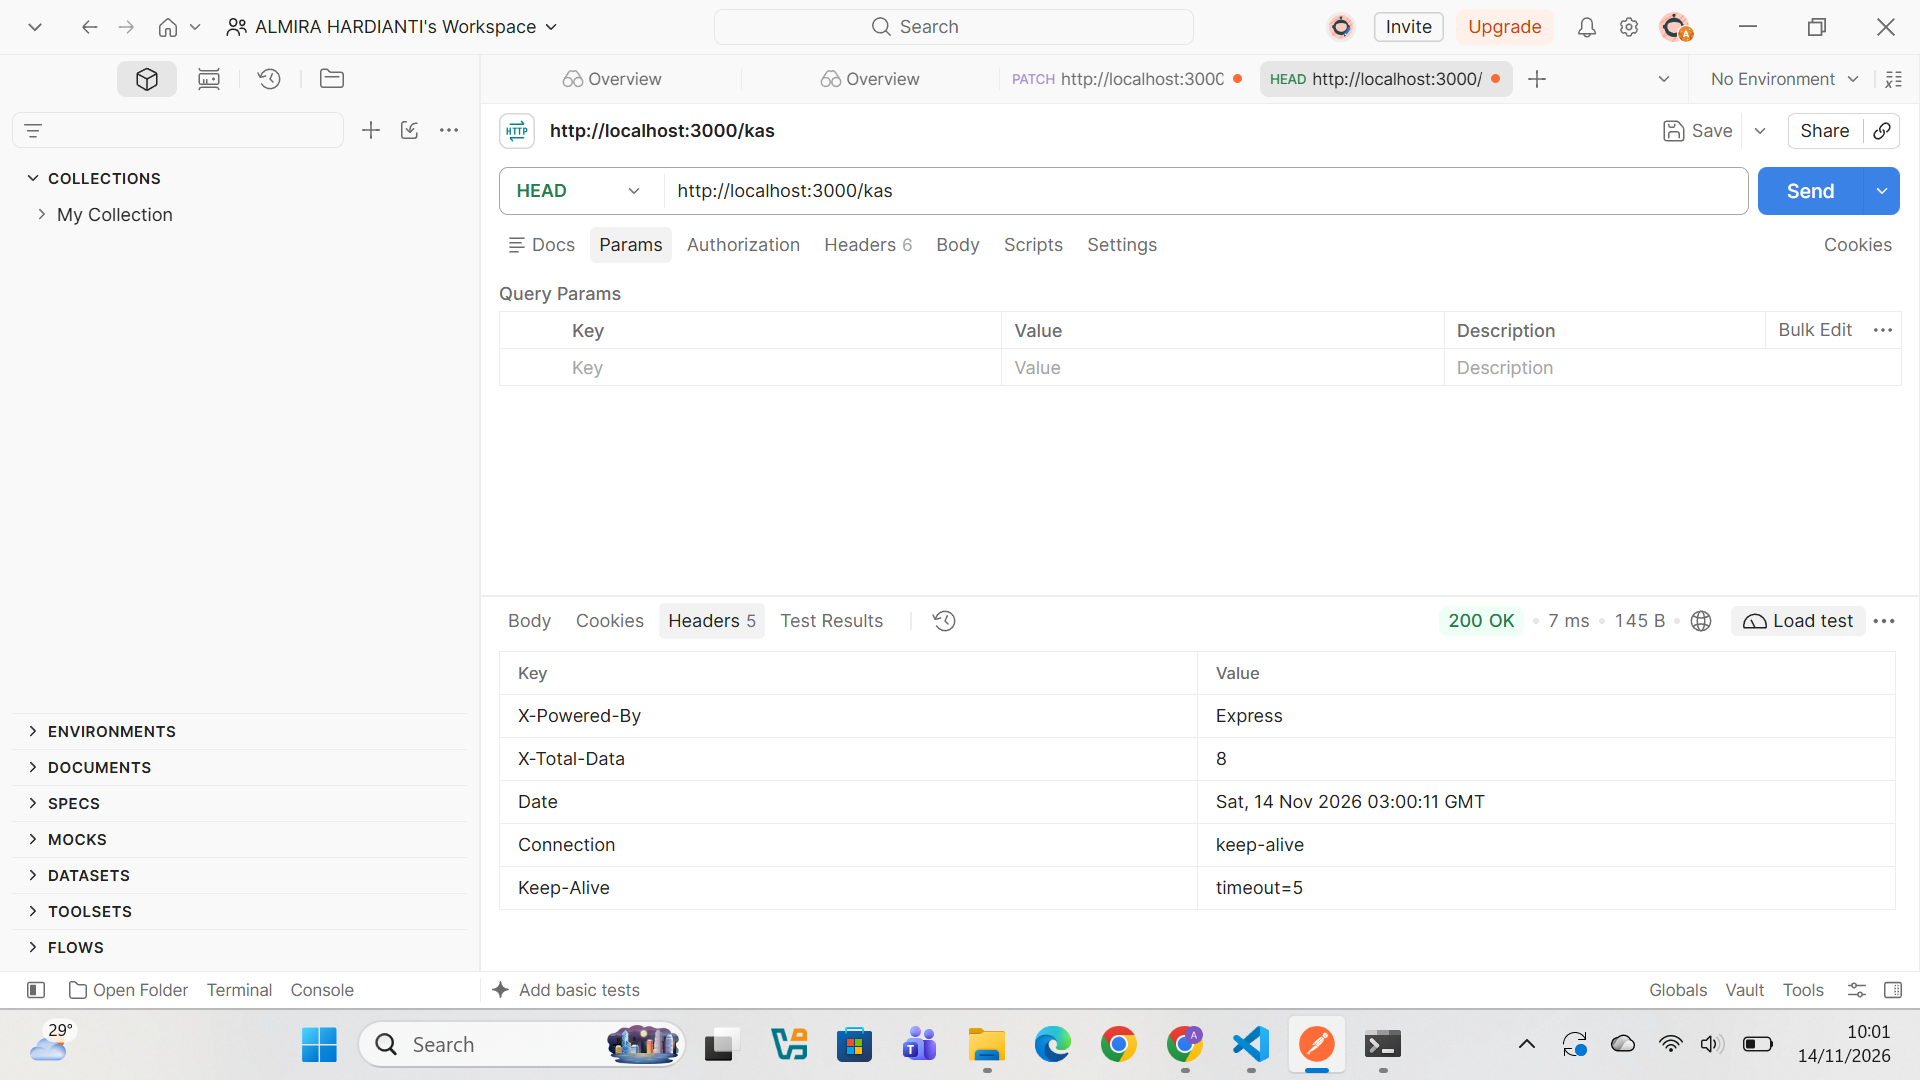 ALMIRA HARDIANTI's Workspace
Search
Invite
Upgrade
A
Overview
Overview
PATCH http://localhost:3000
HEAD http://localhost:3000/
No Environment
HTTP
http://localhost:3000/kas
Save
Share
COLLECTIONS
My Collection
HEAD
http://localhost:3000/kas
Send
Docs
Params
Authorization
Headers 6
Body
Scripts
Settings
Cookies
Query Params
Key
Value
Description
Bulk Edit
Key
Value
Description
Body
Cookies
Headers 5
Test Results
200 OK
7 ms
145 B
Load test
Key
Value
X-Powered-By
Express
X-Total-Data
8
Date
Sat, 14 Nov 2026 03:00:11 GMT
Connection
keep-alive
Keep-Alive
timeout=5
ENVIRONMENTS
DOCUMENTS
SPECS
MOCKS
DATASETS
TOOLSETS
FLOWS
Open Folder
Terminal
Console
Add basic tests
Globals
Vault
Tools
29°
Search
10:01
14/11/2026